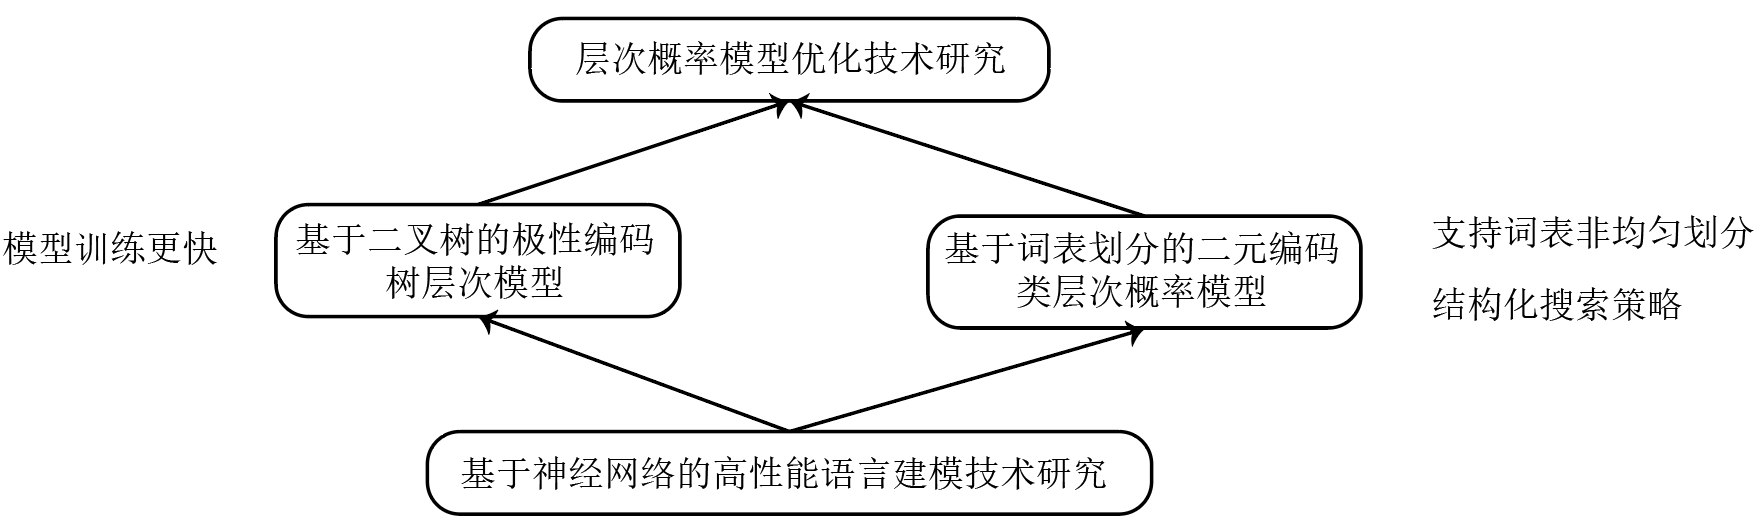 层次概率模型优化技术研究
模型训练更快
基于二叉树的极性编码
树层次模型
基于词表划分的二元编码
类层次概率模型
支持词表非均匀划分
结构化搜索策略
基于神经网络的高性能语言建模技术研究